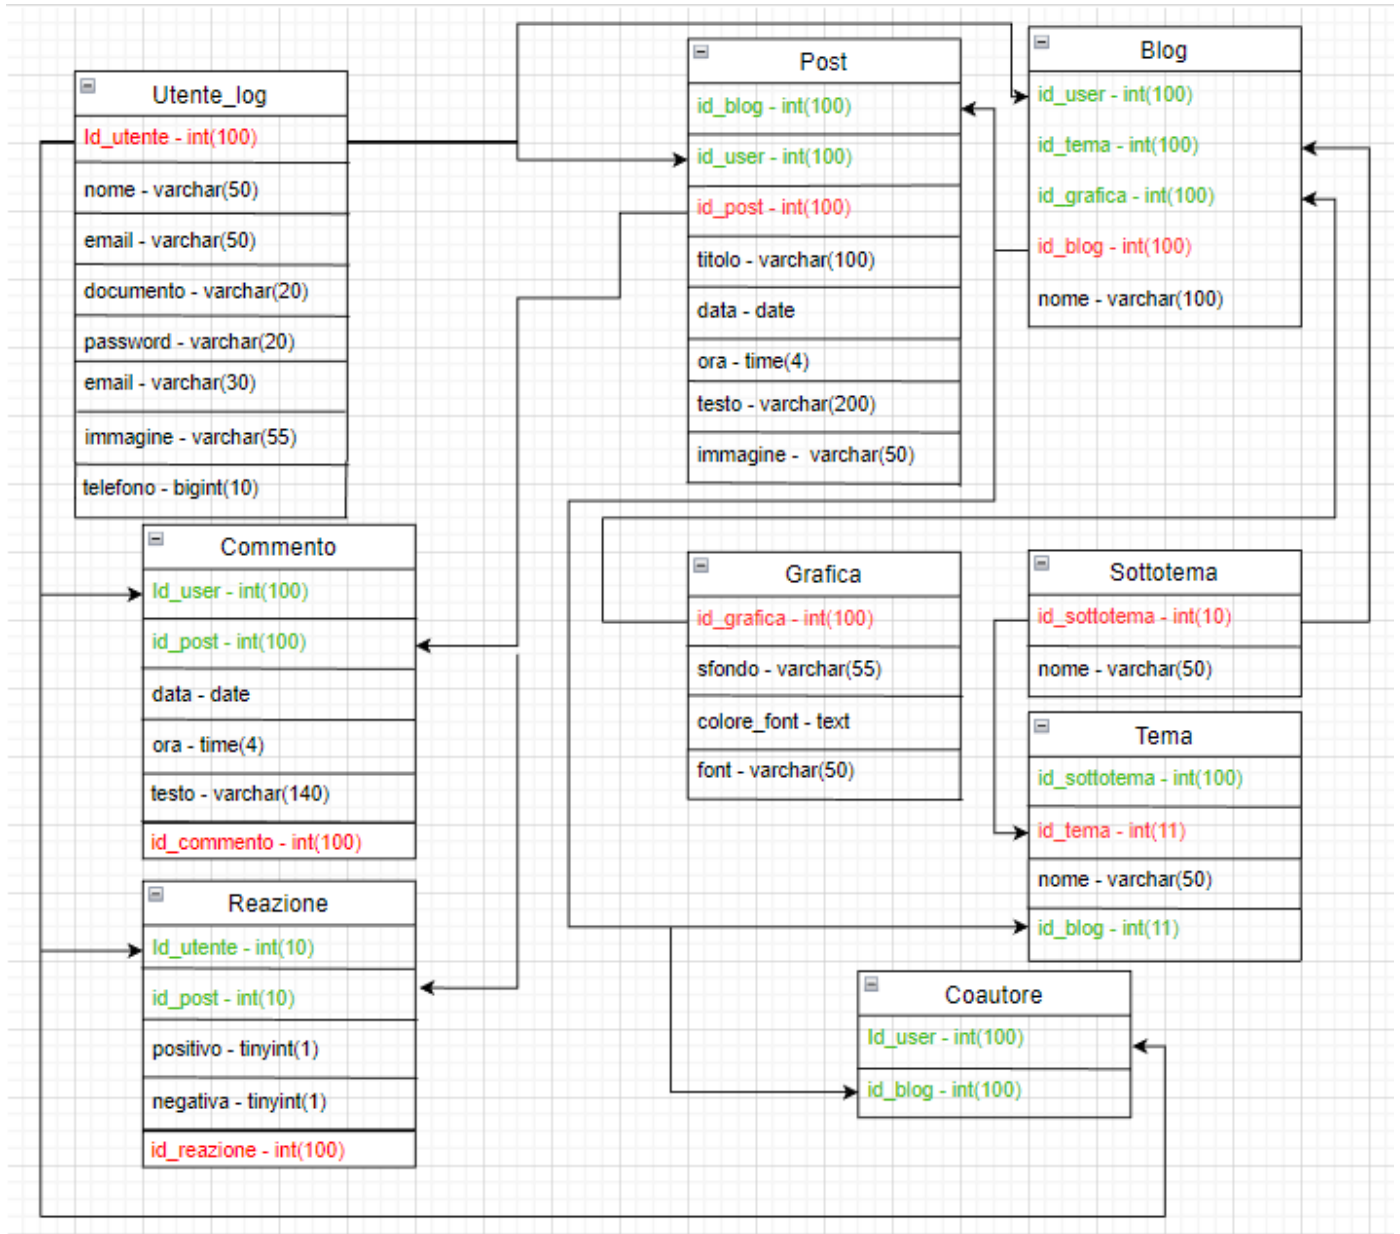 Utente_log
Id_utente - int(100)
nome - varchar(50)
email - varchar(50)
documento - varchar(20)
password - varchar(20)
email - varchar(30)
immagine - varchar(55)
telefono - bigint(10)
Post
id_blog - int(100)
id_user - int(100)
id_post - int(100)
titolo - varchar(100)
data - date
ora - time(4)
testo - varchar(200)
immagine - varchar(50)
Blog
id_user - int(100)
id_tema - int(100)
id_grafica - int(100)
id_blog - int(100)
nome - varchar(100)
Commento
Id_user - int(100)
id_post - int(100)
data - date
ora - time(4)
testo - varchar(140)
id_commento - int(100)
Grafica
id_grafica - int(100)
sfondo - varchar(55)
colore_font - text
font - varchar(50)
Sottotema
id_sottotema - int(10)
nome - varchar(50)
Tema
id_sottotema - int(100)
id_tema - int(11)
nome - varchar(50)
id_blog - int(11)
Reazione
Id_utente - int(10)
id_post - int(10)
positivo - tinyint(1)
negativa - tinyint(1)
id_reazione - int(100)
Coautore
Id_user - int(100)
id_blog - int(100)